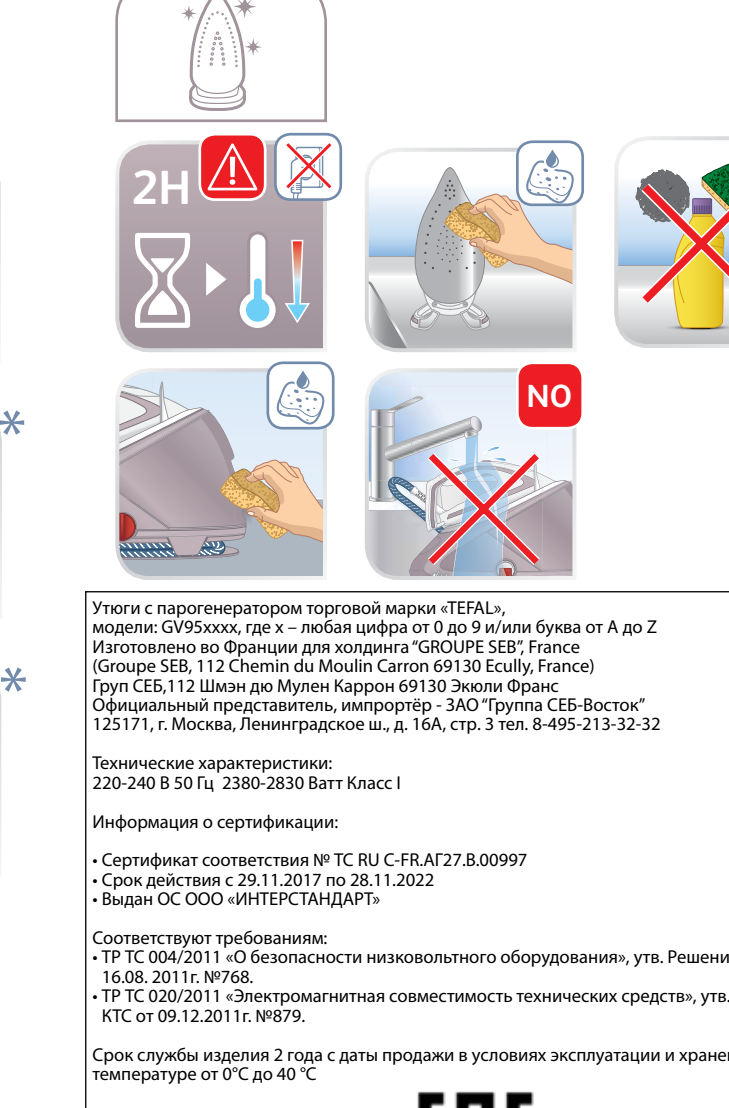 2H
*
NO
*
Утюги с парогенератором торговой марки «TEFAL»,
модели: GV95xxxx, где x – любая цифра от 0 до 9 и/или буква от A до Z
Изготовлено во Франции для холдинга “GROUPE SEB”, France
(Groupe SEB, 112 Chemin du Moulin Carron 69130 Ecully, France)
Груп СЕБ,112 Шмэн дю Мулен Каррон 69130 Экюли Франс
Официальный представитель, импрортёр - ЗАО “Группа СЕБ-Восток”
125171, г. Москва, Ленинградское ш., д. 16А, стр. 3 тел. 8-495-213-32-32
Технические характеристики:
220-240 В 50 Гц 2380-2830 Ватт Класс I
Информация о сертификации:
• Сертификат соответствия № ТС RU C-FR.АГ27.В.00997
• Срок действия с 29.11.2017 по 28.11.2022
• Выдан ОС ООО «ИНТЕРСТАНДАРТ»
Соответствуют требованиям:
• ТР ТС 004/2011 «О безопасности низковольтного оборудования», утв. Решени
16.08. 2011г. №768.
• ТР ТС 020/2011 «Электромагнитная совместимость технических средств», утв.
КТС от 09.12.2011г. №879.
Срок службы изделия 2 года с даты продажи в условиях эксплуатации и хране
температуре от 0°C до 40 °C